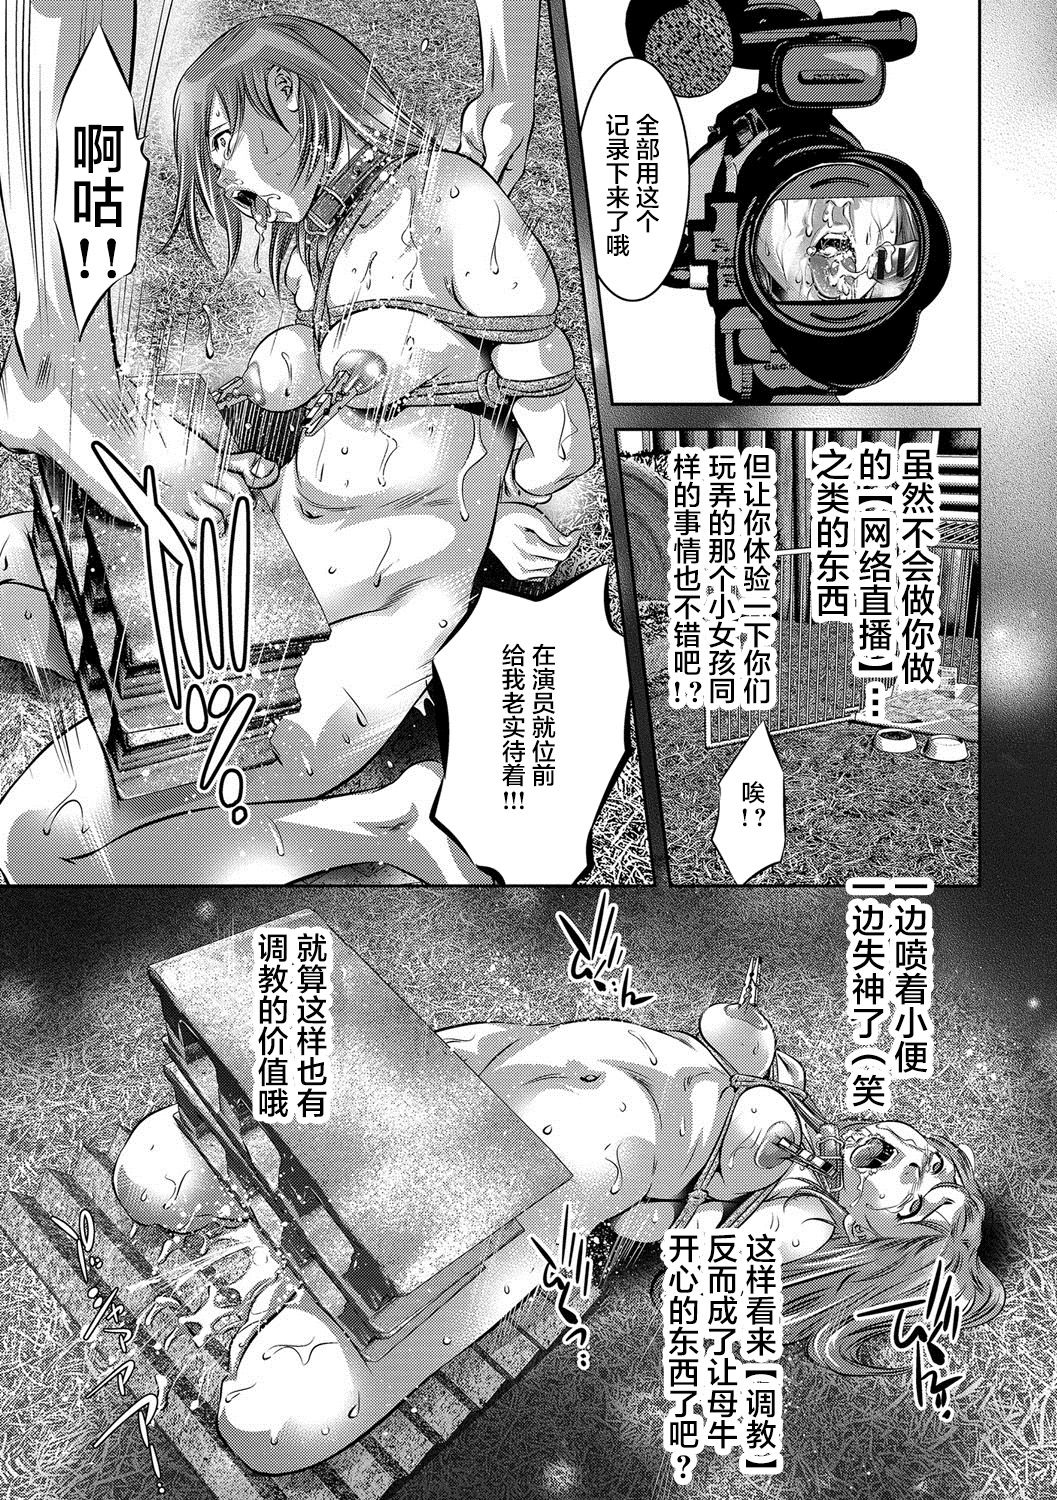 全部用这个
记录下来了哦
虽然不会做你做
的【网络直播】…
之类的东西
但让你体验一下你们
玩弄的那个小女孩同
样的事情也不错吧!?
唉!?
啊咕!!
在演员就位前
给我老实待着!!!
一边喷着小便
一边失神了(笑
就算这样也有
调教的价值哦
这样看来【调教】
反而成了让母牛
开心的东西了吧?